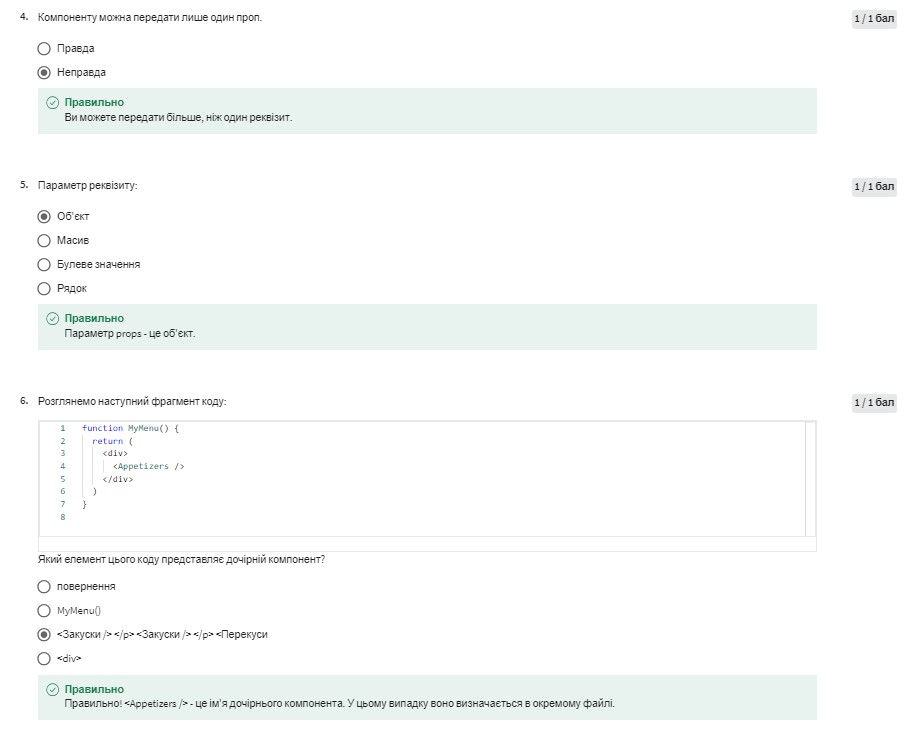 4. Компоненту можна передати лише один проп.
1 / 1 бал
Правда
Неправда
Правильно
Ви можете передати більше, ніж один реквізит.
5. Параметр реквізиту:
1 / 1 бал
Об'єкт
Масив
Булеве значення
Рядок
Правильно
Параметр props - це об'єкт.
6. Розглянемо наступний фрагмент коду:
1 / 1 бал
1 function MyMenu() {
2 return (
3 <div>
4 <Appetizers />
5 </div>
6 )
7 }
8
Який елемент цього коду представляє дочірній компонент?
повернення
MyMenu()
<Закуски /> </p> <Закуски /> </p> <Перекуси
<div>
Правильно
Правильно! <Appetizers /> - це ім'я дочірнього компонента. У цьому випадку воно визначається в окремому файлі.